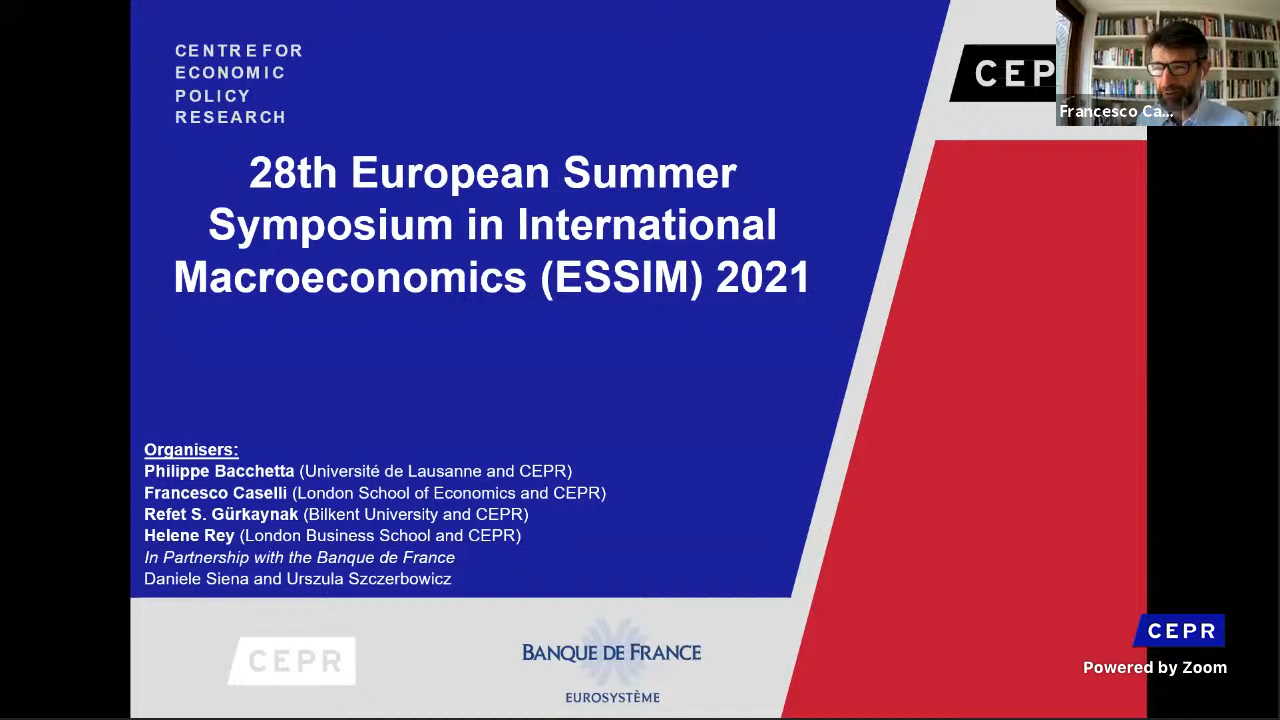 CENTRE FOR
ECONOMIC
POLICY
RESEARCH
CEP
Francesco Ca...
28th European Summer
Symposium in International
Macroeconomics (ESSIM) 2021
Organisers:
Philippe Bacchetta (Université de Lausanne and CEPR)
Francesco Caselli (London School of Economics and CEPR)
Refet S. Gürkaynak (Bilkent University and CEPR)
Helene Rey (London Business School and CEPR)
In Partnership with the Banque de France
Daniele Siena and Urszula Szczerbowicz
CEPR
BANQUE DE FRANCE
EUROSYSTÈME
CEPR
Powered by Zoom